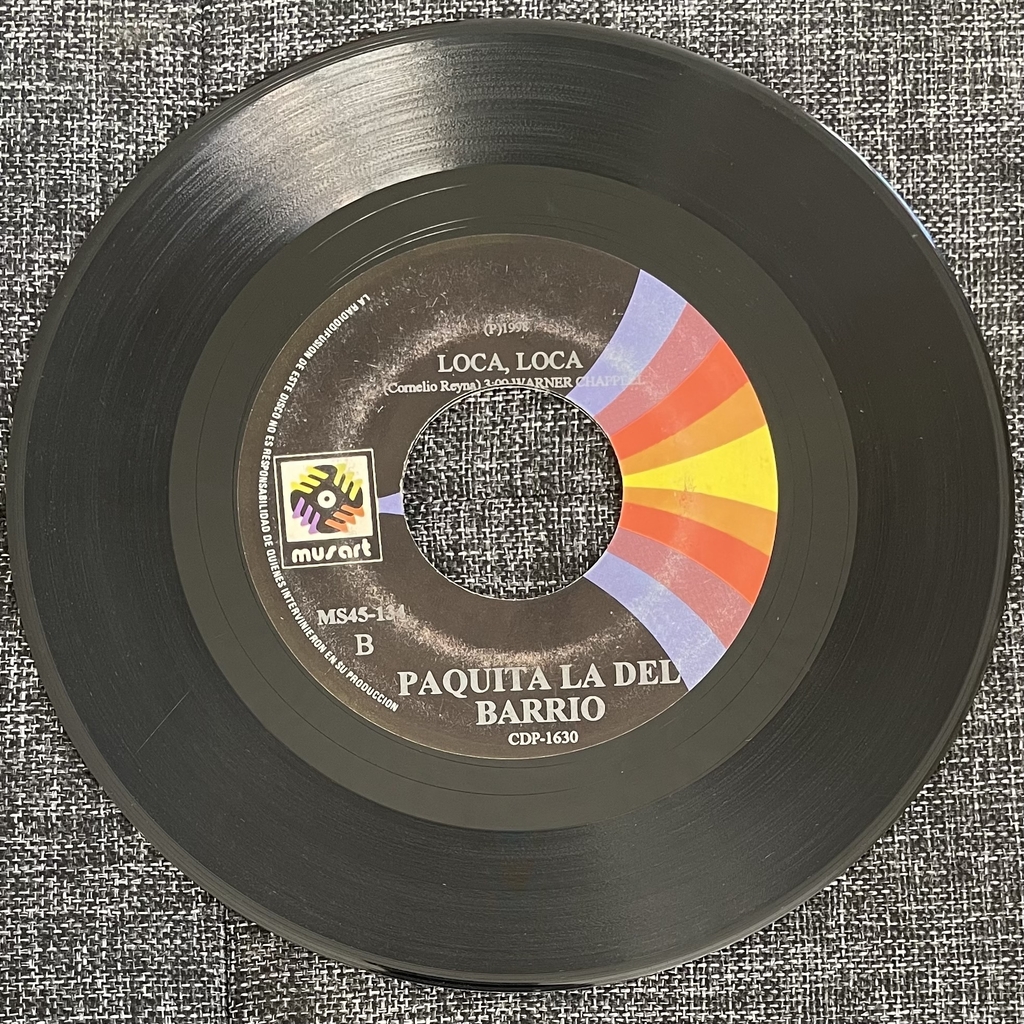 (P)1998
LOCA, LOCA
(Cornelio Reyna) 3:00 WARNER CHAPPELL
LA RADIODIFUSION DE ESTE DISCO NO ES RESPONSABILIDAD DE QUIENES INTERVINIERON EN SU PRODUCCION
musart
B
PAQUITA LA DEL
BARRIO
CDP-1630